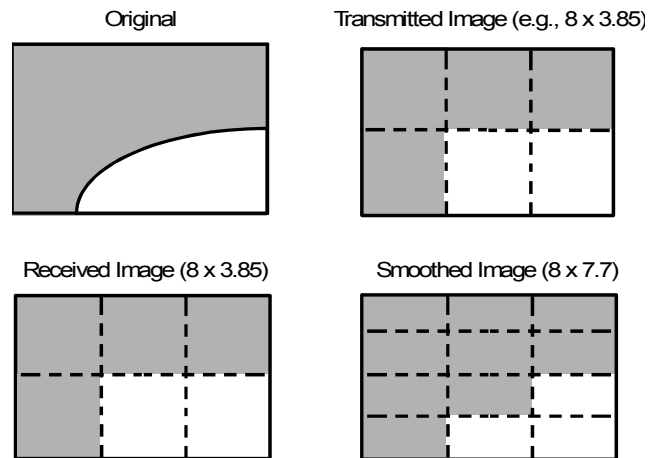 Original
Transmitted Image (e.g., 8 x 3.85)
Received Image (8 x 3.85)
Smoothed Image (8 x 7.7)